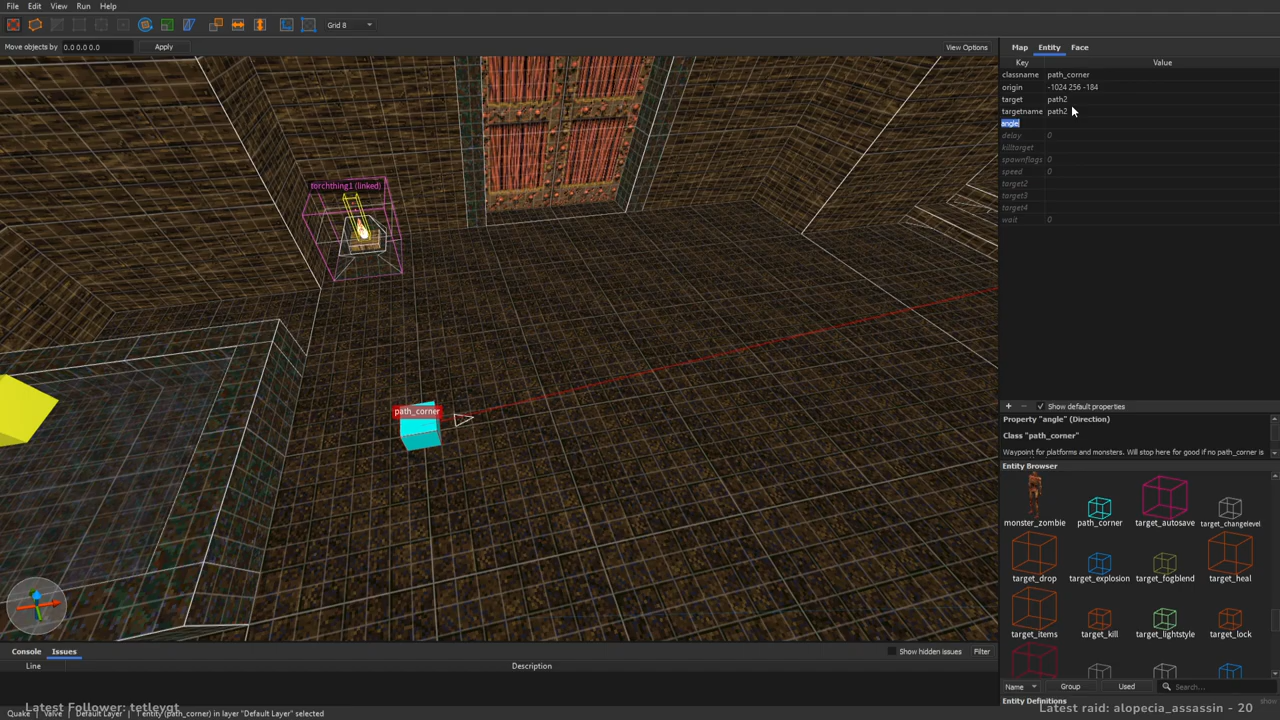 File Edit View Run Help
Grid 8
Move objects by 0.0 0.0 0.0 Apply View Options
Map Entity Face
Key Value
classname path_corner
origin -1024 256 -184
target path2
targetname path2
angle
delay 0
killtarget
spawnflags 0
speed 0
target2
target3
target4
wait 0
torchthing1 (linked)
path_corner
+ − Show default properties
Property "angle" (Direction)
Class "path_corner"
Waypoint for platforms and monsters. Will stop here for good if no path_corner is
Entity Browser
monster_zombie path_corner target_autosave target_changelevel
target_drop target_explosion target_fogblend target_heal
target_items target_kill target_lightstyle target_lock
Name Group Used Search...
Entity Definitions show
Console Issues Show hidden issues Filter
Line Description
Latest Follower: tetlevat
Latest raid: alopecia_assassin - 20
Quake Valve Default Layer 1 entity (path_corner) in layer "Default Layer" selected